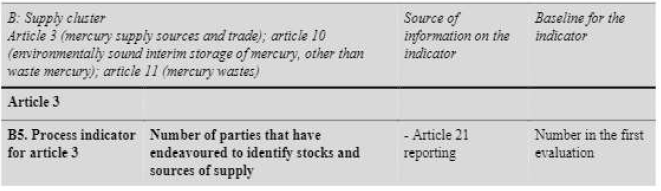 B: Supply cluster
Article 3 (mercury supply sources and trade); article 10
(environmentally sound interim storage of mercury, other than
waste mercury); article 11 (mercury wastes)
Source of
information on the
indicator
Baseline for the
indicator
Article 3
B5. Process indicator
for article 3
Number of parties that have
endeavoured to identify stocks and
sources of supply
- Article 21
reporting
Number in the first
evaluation